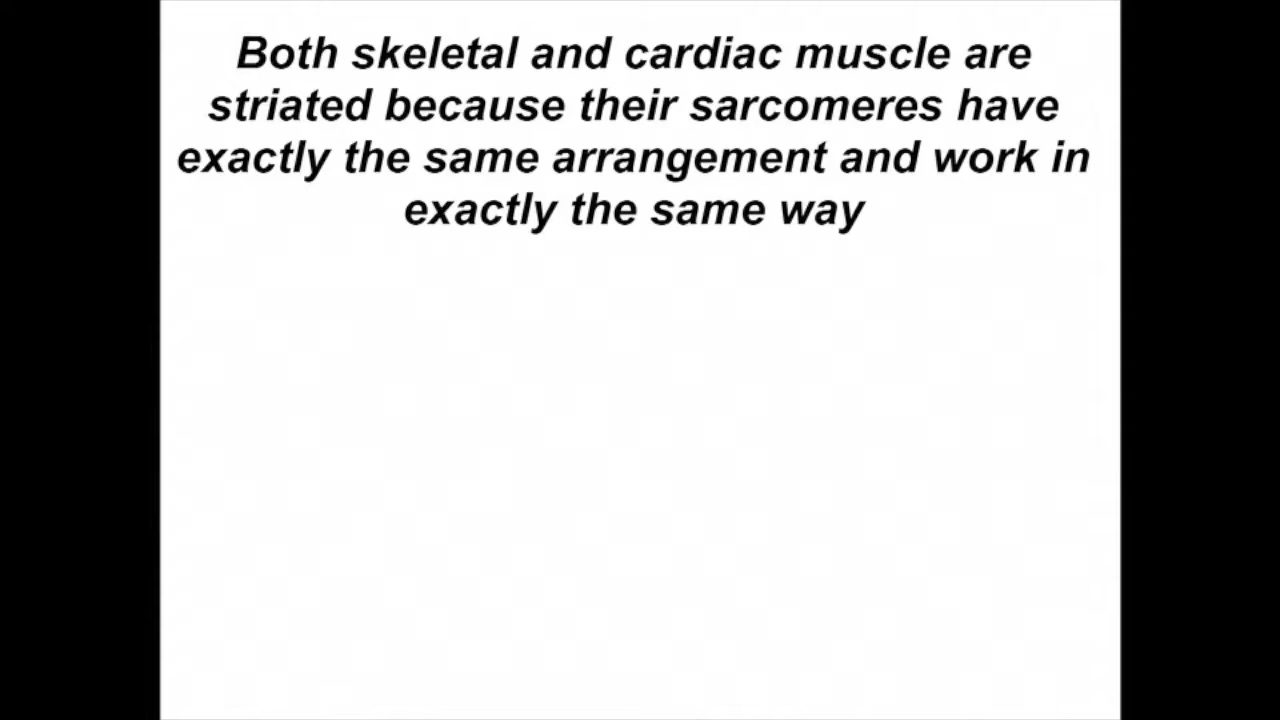 Both skeletal and cardiac muscle are
striated because their sarcomeres have
exactly the same arrangement and work in
exactly the same way